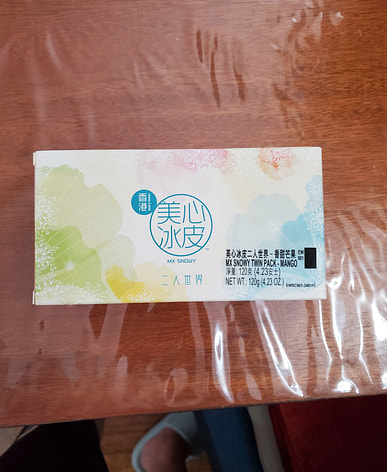 香港
美心
冰皮
MX SNOWY
二人世界
美心冰皮二人世界 - 香甜芒果
MX SNOWY TWIN PACK - MANGO
淨重: 120克 (4.23安士)
NET WT: 120g (4.23 OZ.)